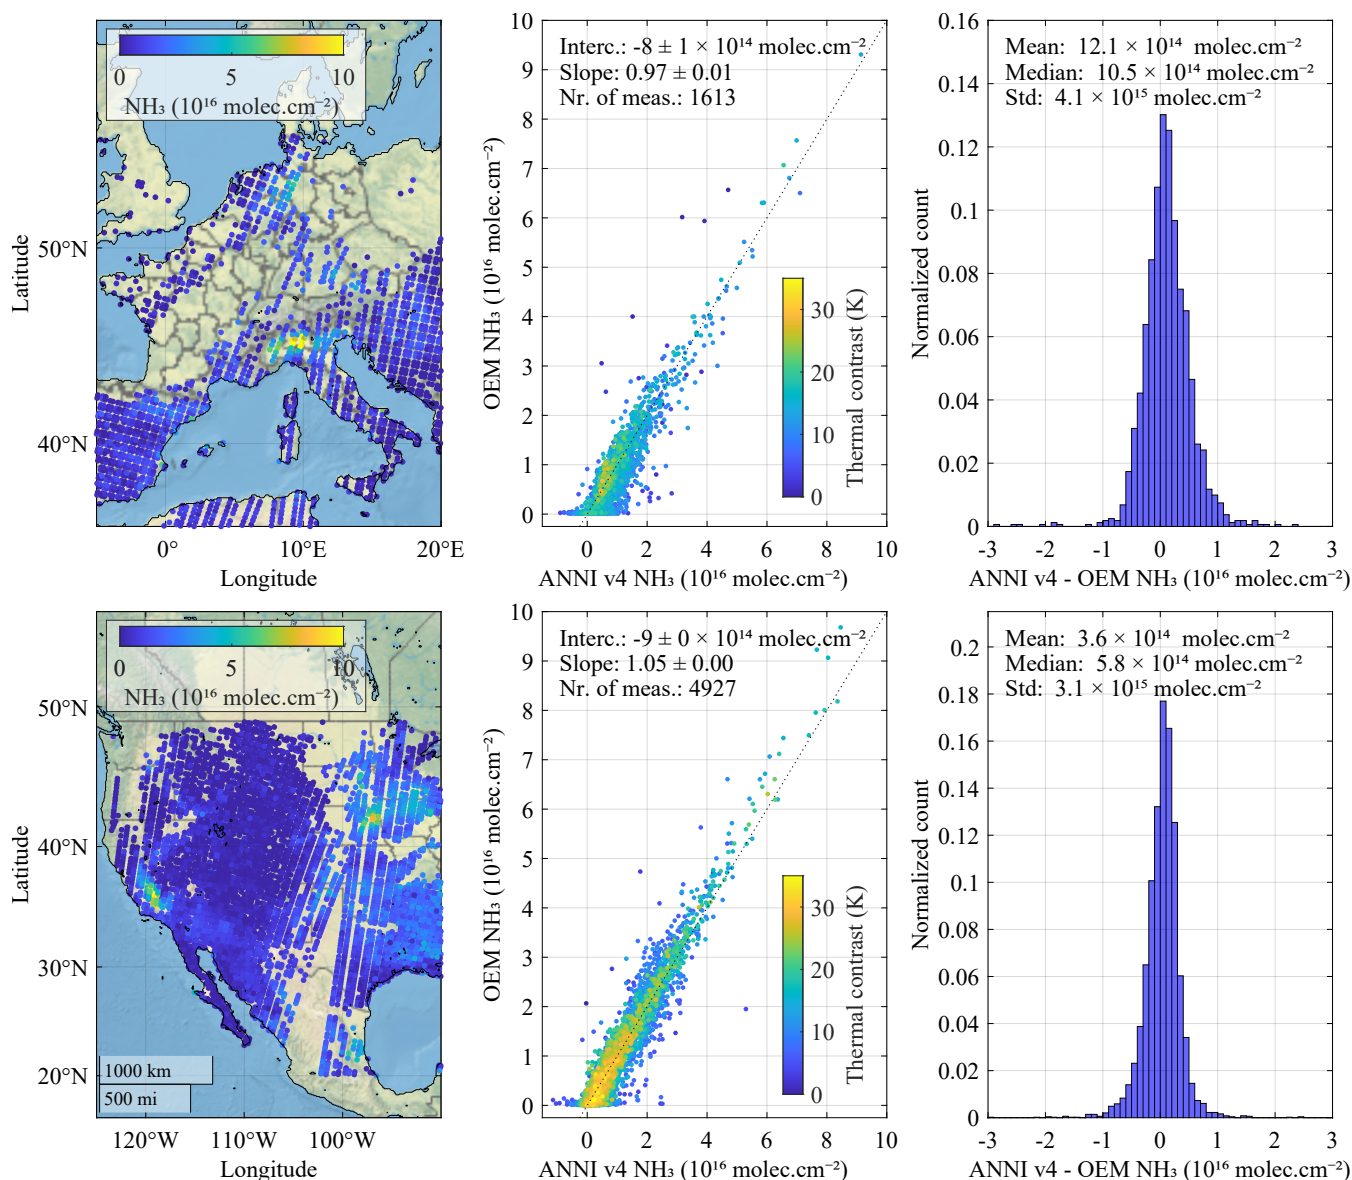 0 5 10
NH₃ (10¹⁶ molec.cm⁻²)
50°N
40°N
Latitude
0° 10°E 20°E
Longitude
10
9
8
7
6
5
4
3
2
1
0
OEM NH₃ (10¹⁶ molec.cm⁻²)
Interc.: -8 ± 1 × 10¹⁴ molec.cm⁻²
Slope: 0.97 ± 0.01
Nr. of meas.: 1613
30
20
10
0
Thermal contrast (K)
0 2 4 6 8 10
ANNI v4 NH₃ (10¹⁶ molec.cm⁻²)
0.16
0.14
0.12
0.1
0.08
0.06
0.04
0.02
0
Normalized count
Mean: 12.1 × 10¹⁴ molec.cm⁻²
Median: 10.5 × 10¹⁴ molec.cm⁻²
Std: 4.1 × 10¹⁵ molec.cm⁻²
-3 -2 -1 0 1 2 3
ANNI v4 - OEM NH₃ (10¹⁶ molec.cm⁻²)
0 5 10
NH₃ (10¹⁶ molec.cm⁻²)
50°N
40°N
30°N
20°N
Latitude
1000 km
500 mi
120°W 110°W 100°W
Longitude
10
9
8
7
6
5
4
3
2
1
0
OEM NH₃ (10¹⁶ molec.cm⁻²)
Interc.: -9 ± 0 × 10¹⁴ molec.cm⁻²
Slope: 1.05 ± 0.00
Nr. of meas.: 4927
30
20
10
0
Thermal contrast (K)
0 2 4 6 8 10
ANNI v4 NH₃ (10¹⁶ molec.cm⁻²)
0.2
0.18
0.16
0.14
0.12
0.1
0.08
0.06
0.04
0.02
0
Normalized count
Mean: 3.6 × 10¹⁴ molec.cm⁻²
Median: 5.8 × 10¹⁴ molec.cm⁻²
Std: 3.1 × 10¹⁵ molec.cm⁻²
-3 -2 -1 0 1 2 3
ANNI v4 - OEM NH₃ (10¹⁶ molec.cm⁻²)